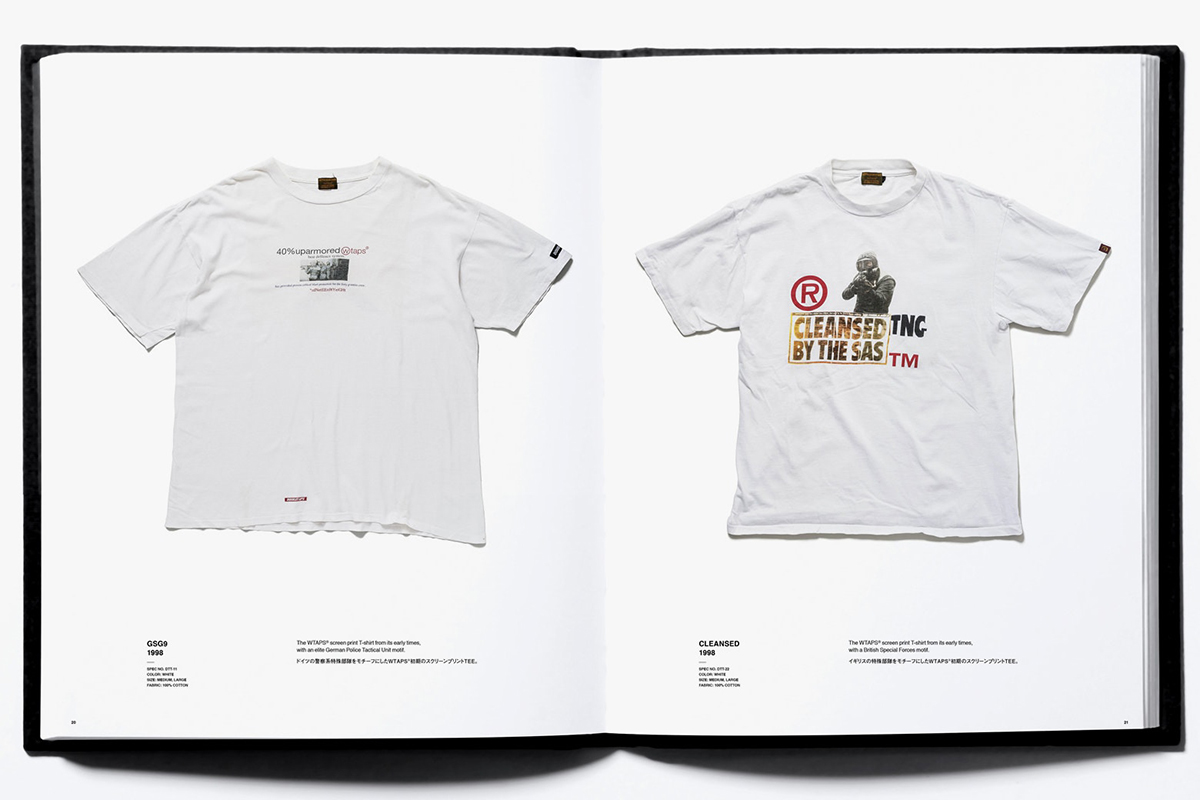 40%uparmored wtaps®
®
CLEANSED TNG
BY THE SAS TM
GSG9
1998
SPEC NO. DTT-11
COLOR: WHITE
SIZE: MEDIUM, LARGE
FABRIC: 100% COTTON
The WTAPS® screen print T-shirt from its early times,
with an elite German Police Tactical Unit motif.
ドイツの警察系特殊部隊をモチーフにしたWTAPS®初期のスクリーンプリントTEE。
20
CLEANSED
1998
SPEC NO. DTT-23
COLOR: WHITE
SIZE: MEDIUM, LARGE
FABRIC: 100% COTTON
The WTAPS® screen print T-shirt from its early times,
with a British Special Forces motif.
イギリスの特殊部隊をモチーフにしたWTAPS®初期のスクリーンプリントTEE。
21